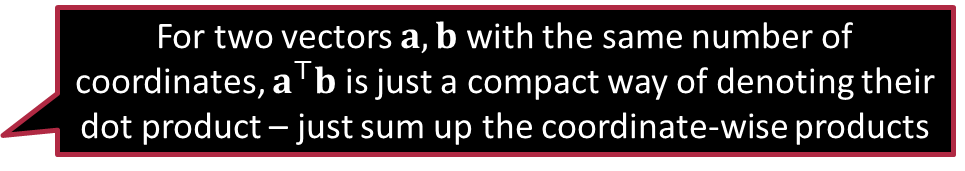 For two vectors 𝐚, 𝐛 with the same number of
coordinates, 𝐚⊤𝐛 is just a compact way of denoting their
dot product – just sum up the coordinate-wise products